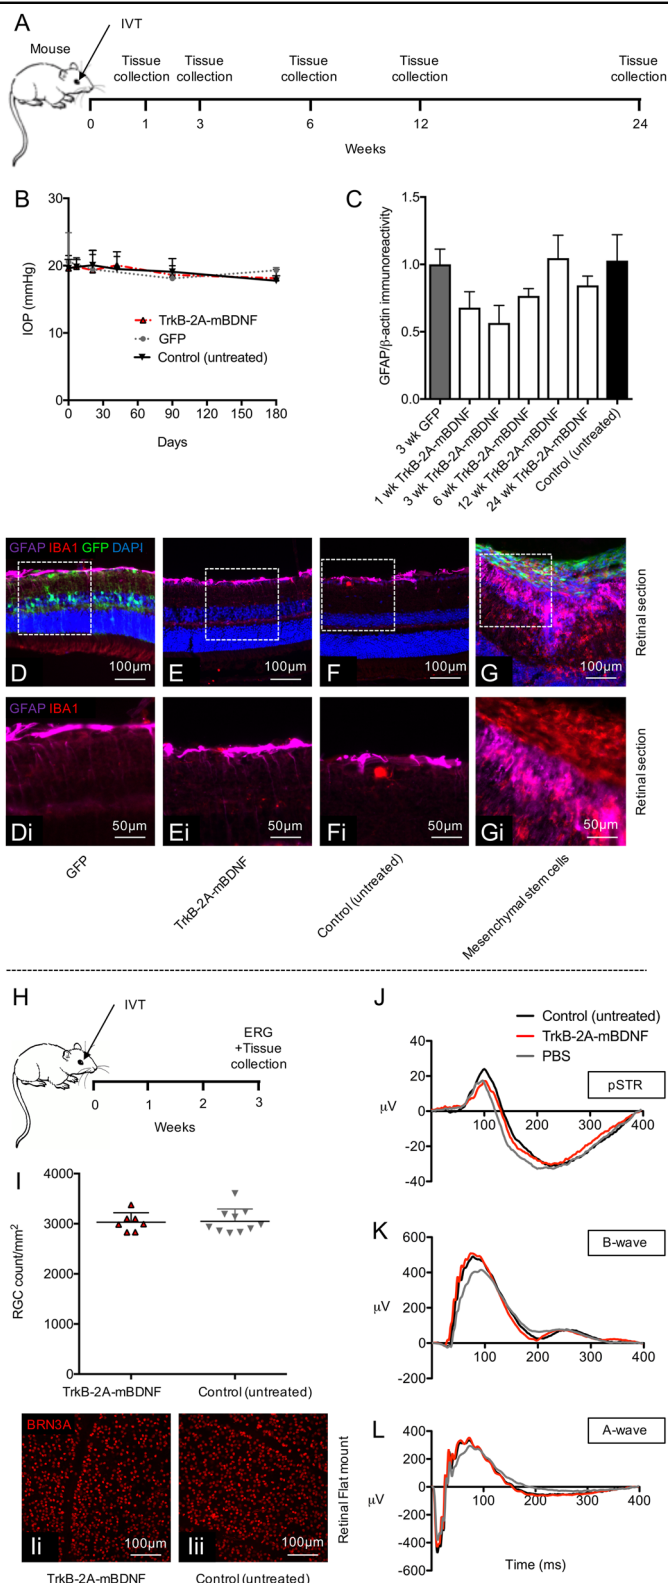 A
IVT
Mouse
Tissue collection
Tissue collection
Tissue collection
Tissue collection
Tissue collection
0 1 3 6 12 24
Weeks
B
IOP (mmHg)
30
20
10
0
TrkB-2A-mBDNF
GFP
Control (untreated)
0 30 60 90 120 150 180
Days
C
GFAP/β-actin immunoreactivity
1.5
1.0
0.5
0.0
3 wk GFP
1 wk TrkB-2A-mBDNF
3 wk TrkB-2A-mBDNF
6 wk TrkB-2A-mBDNF
12 wk TrkB-2A-mBDNF
24 wk TrkB-2A-mBDNF
Control (untreated)
GFAP IBA1 GFP DAPI
D 100μm
E 100μm
F 100μm
G 100μm
Retinal section
GFAP IBA1
Di 50μm
Ei 50μm
Fi 50μm
Gi 50μm
Retinal section
GFP
TrkB-2A-mBDNF
Control (untreated)
Mesenchymal stem cells
H
IVT
ERG
+Tissue
collection
0 1 2 3
Weeks
I
RGC count/mm²
4000
3000
2000
1000
0
TrkB-2A-mBDNF
Control (untreated)
BRN3A
Ii 100μm
Iii 100μm
Retinal Flat mount
TrkB-2A-mBDNF
Control (untreated)
J
Control (untreated)
TrkB-2A-mBDNF
PBS
pSTR
μV
40
20
0
-20
-40
100 200 300 400
K
B-wave
μV
600
400
200
0
-200
100 200 300 400
L
A-wave
μV
400
200
0
-200
-400
-600
100 200 300 400
Time (ms)